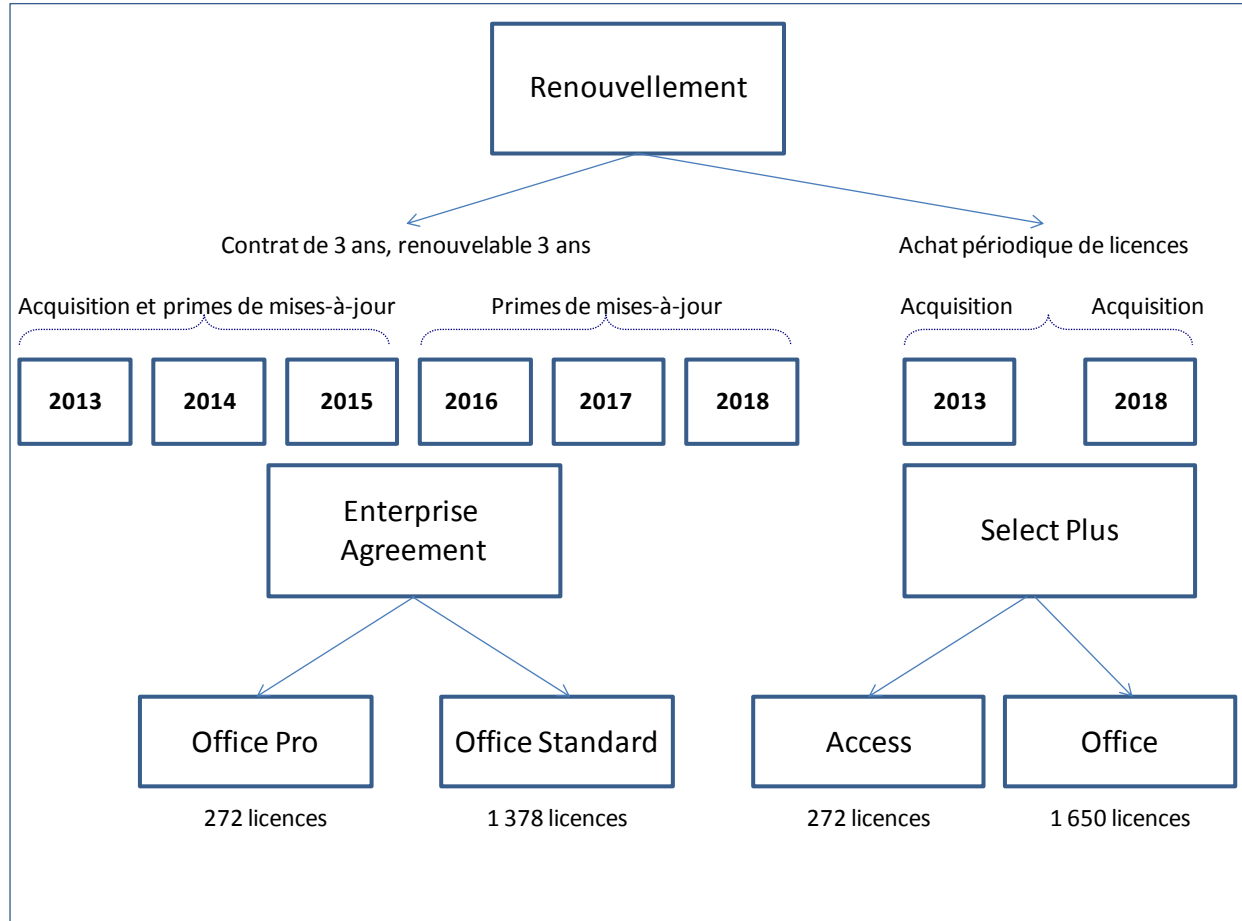 Renouvellement
Contrat de 3 ans, renouvelable 3 ans
Achat périodique de licences
Acquisition et primes de mises-à-jour
Primes de mises-à-jour
Acquisition
Acquisition
2013
2014
2015
2016
2017
2018
2013
2018
Enterprise
Agreement
Select Plus
Office Pro
Office Standard
Access
Office
272 licences
1 378 licences
272 licences
1 650 licences